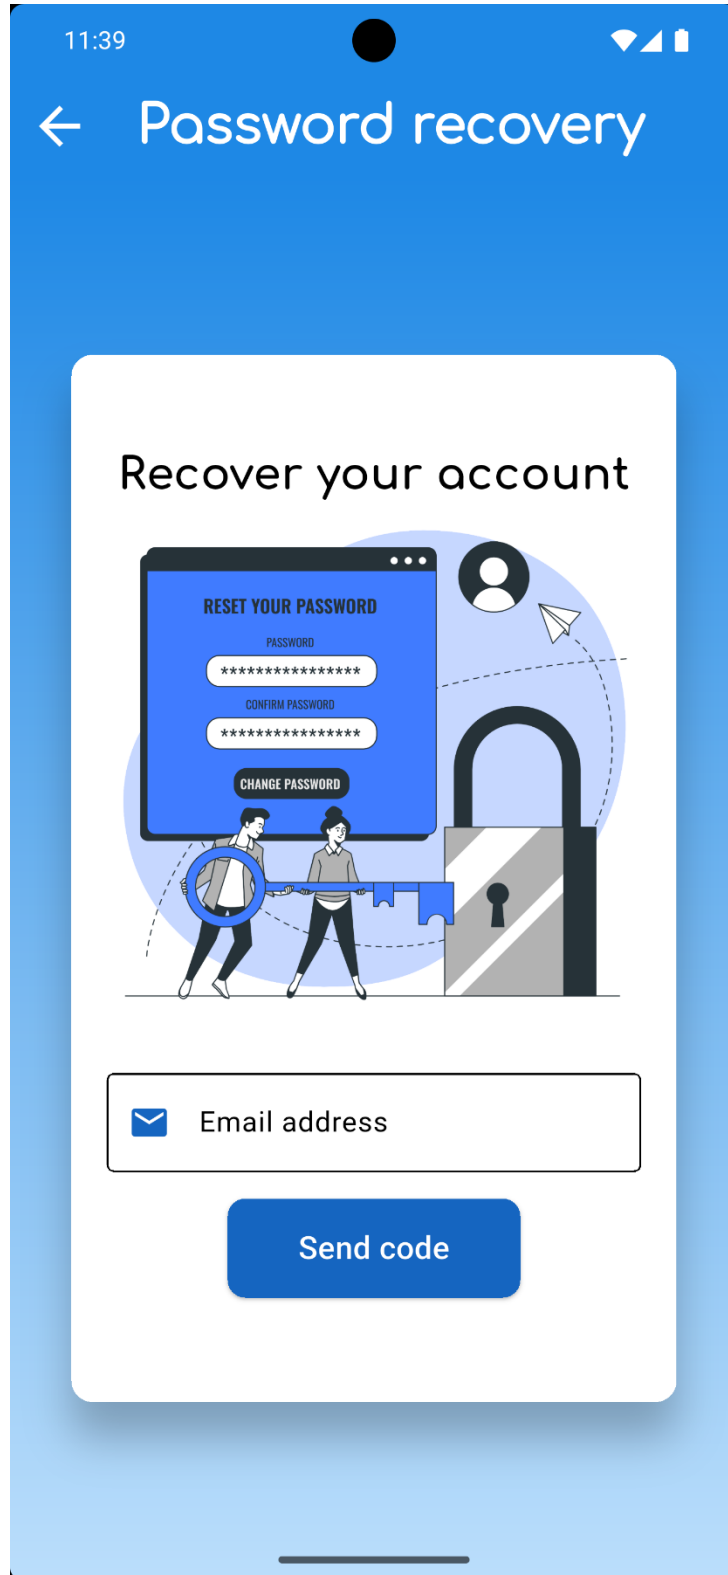 11:39
Password recovery
Recover your account
RESET YOUR PASSWORD
PASSWORD
****************
CONFIRM PASSWORD
****************
CHANGE PASSWORD
Email address
Send code